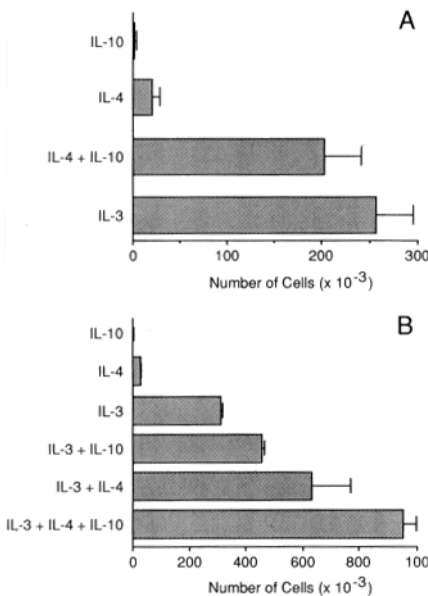 A
IL-10
IL-4
IL-4 + IL-10
IL-3
0 100 200 300
Number of Cells (x 10⁻³)
B
IL-10
IL-4
IL-3
IL-3 + IL-10
IL-3 + IL-4
IL-3 + IL-4 + IL-10
0 200 400 600 800 1000
Number of Cells (x 10⁻³)